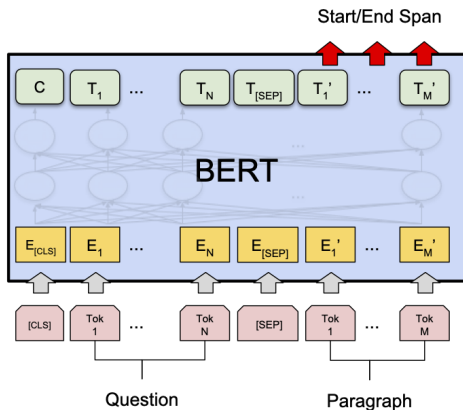 Start/End Span
C T1 ... TN T[SEP] T1' ... TM'
...
BERT
...
E[CLS] E1 ... EN E[SEP] E1' ... EM'
[CLS] Tok 1 ... Tok N [SEP] Tok 1 ... Tok M
Question Paragraph